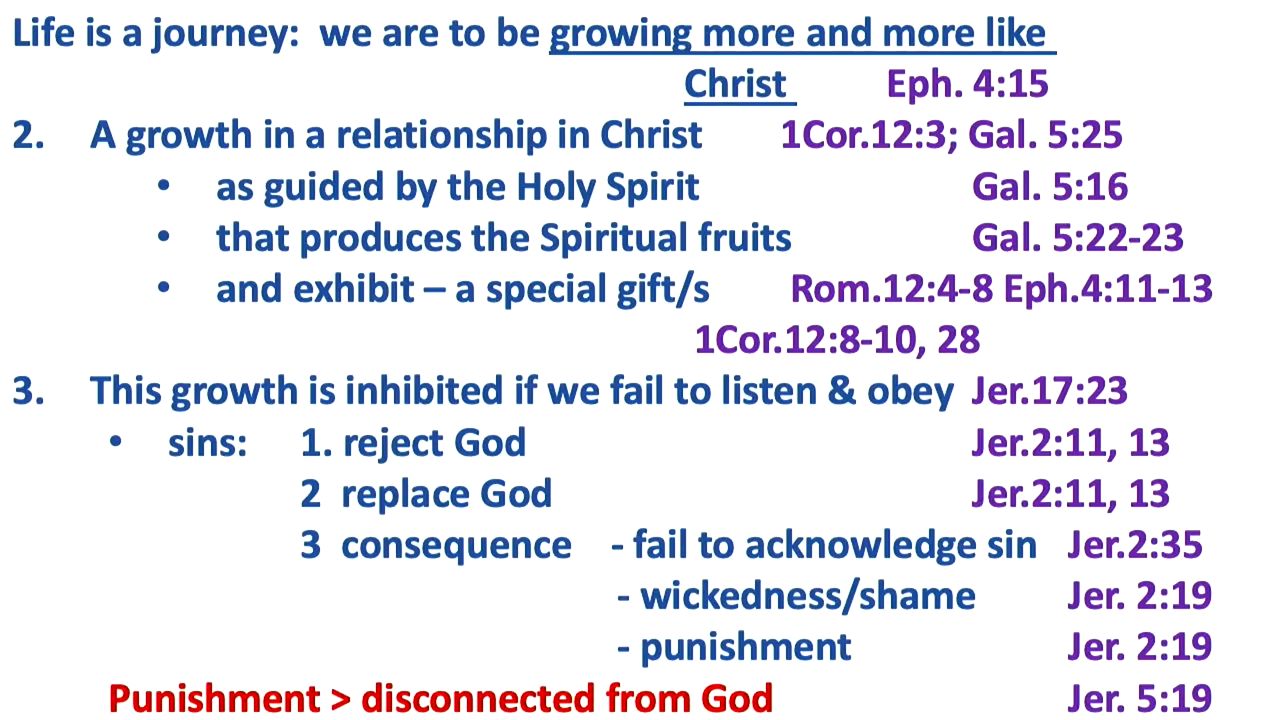 Life is a journey: we are to be growing more and more like
Christ Eph. 4:15
2. A growth in a relationship in Christ 1Cor.12:3; Gal. 5:25
• as guided by the Holy Spirit Gal. 5:16
• that produces the Spiritual fruits Gal. 5:22-23
• and exhibit – a special gift/s Rom.12:4-8 Eph.4:11-13
1Cor.12:8-10, 28
3. This growth is inhibited if we fail to listen & obey Jer.17:23
• sins: 1. reject God Jer.2:11, 13
2 replace God Jer.2:11, 13
3 consequence - fail to acknowledge sin Jer.2:35
- wickedness/shame Jer. 2:19
- punishment Jer. 2:19
Punishment > disconnected from God Jer. 5:19